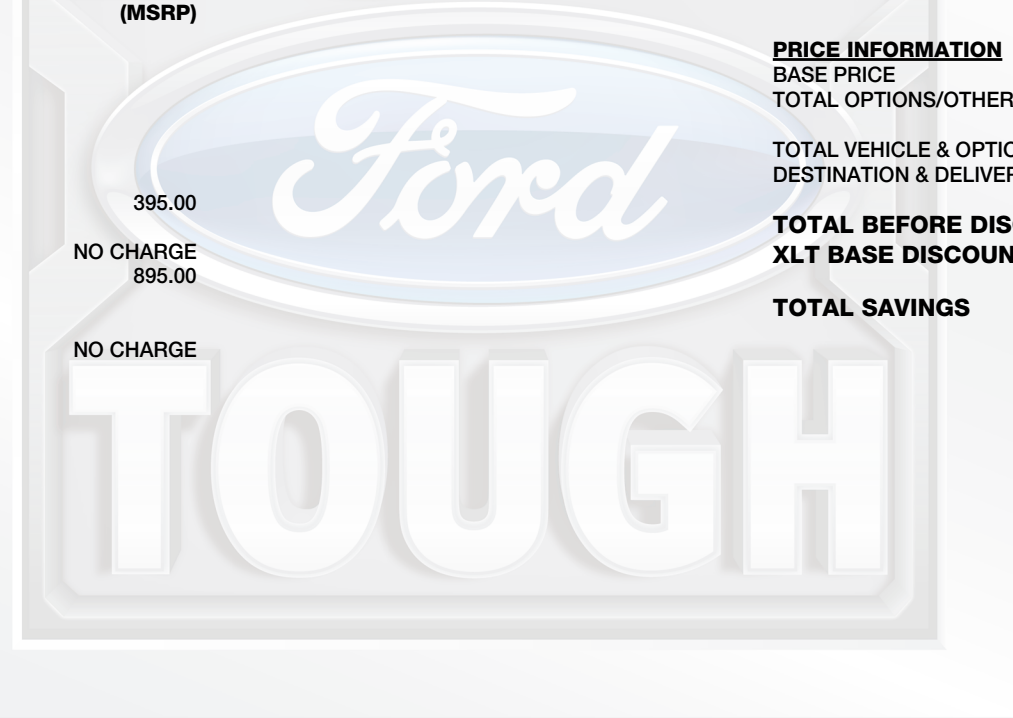 (MSRP)
395.00
NO CHARGE
895.00
NO CHARGE
PRICE INFORMATION
BASE PRICE
TOTAL OPTIONS/OTHER
TOTAL VEHICLE & OPTIO
DESTINATION & DELIVER
TOTAL BEFORE DIS
XLT BASE DISCOUN
TOTAL SAVINGS
Ford
TOUGH